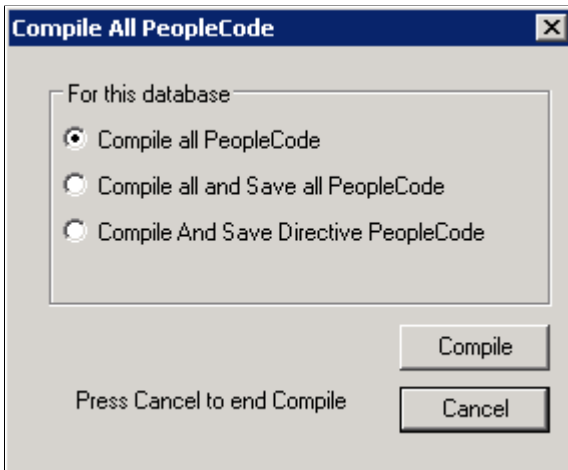 Compile All PeopleCode
For this database
Compile all PeopleCode
Compile all and Save all PeopleCode
Compile And Save Directive PeopleCode
Compile
Press Cancel to end Compile
Cancel